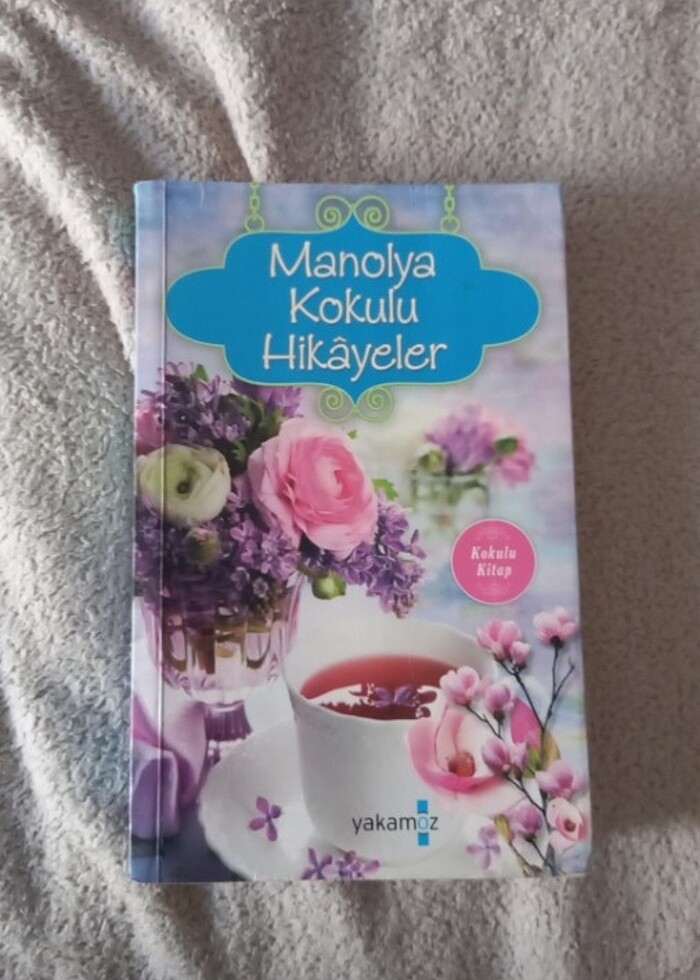 Manolya
Kokulu
Hikâyeler
Kokulu
Kitap
yakamoz